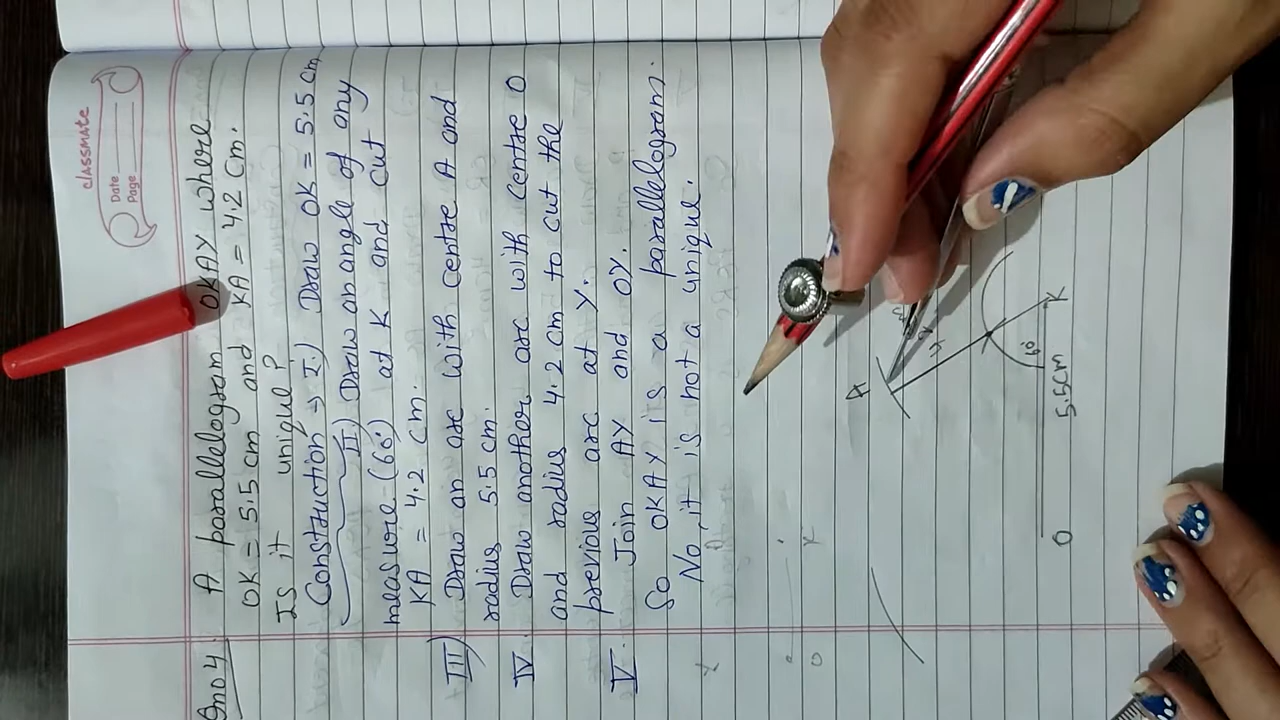 classmate
Date
Page
Qno4. A parallelogram OKAY where
OK = 5.5 cm and KA = 4.2 cm.
Is it unique?
Construction → I.) Draw OK = 5.5 cm
II.) Draw an angle of any
measure (60°) at K and cut
KA = 4.2 cm.
III) Draw an arc with centre A and
radius 5.5 cm.
IV. Draw another arc with centre O
and radius 4.2 cm to cut the
previous arc at Y.
V. Join AY and OY.
So OKAY is a parallelogram.
No, it is not a unique.
A
60°
K
5.5cm
O